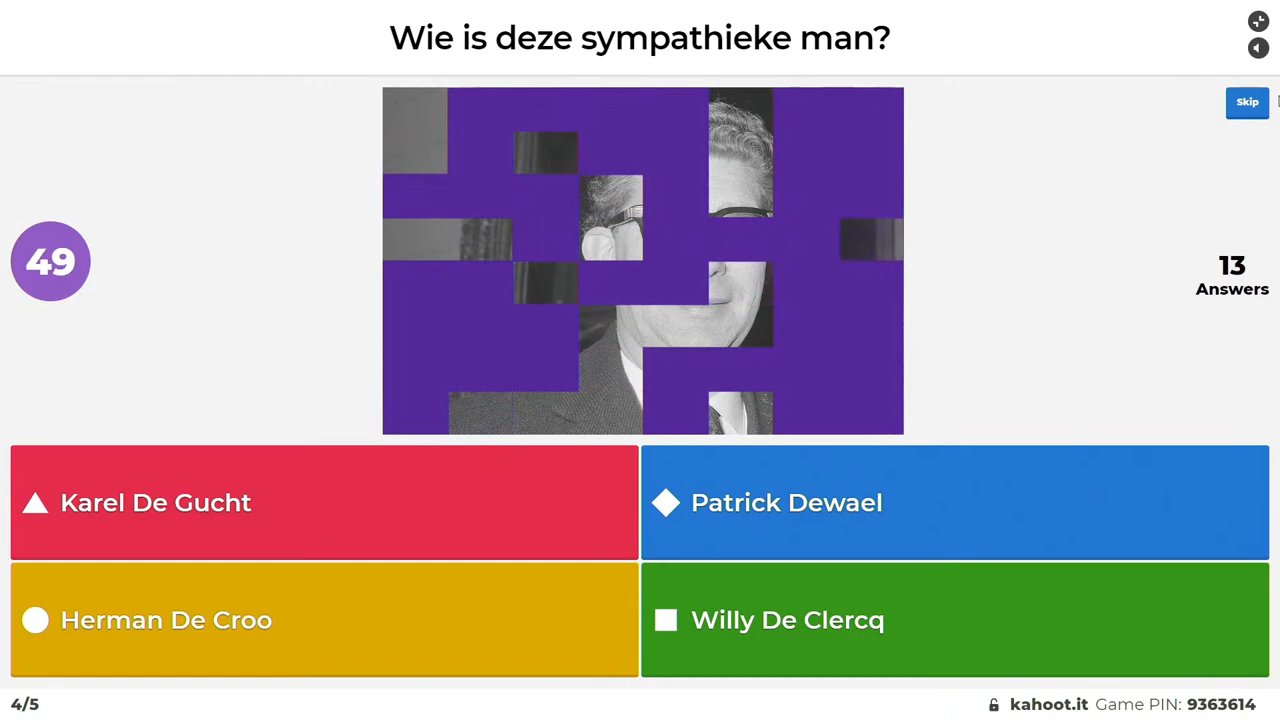 Wie is deze sympathieke man?
Skip
49
13
Answers
Karel De Gucht
Patrick Dewael
Herman De Croo
Willy De Clercq
4/5
kahoot.it Game PIN: 9363614